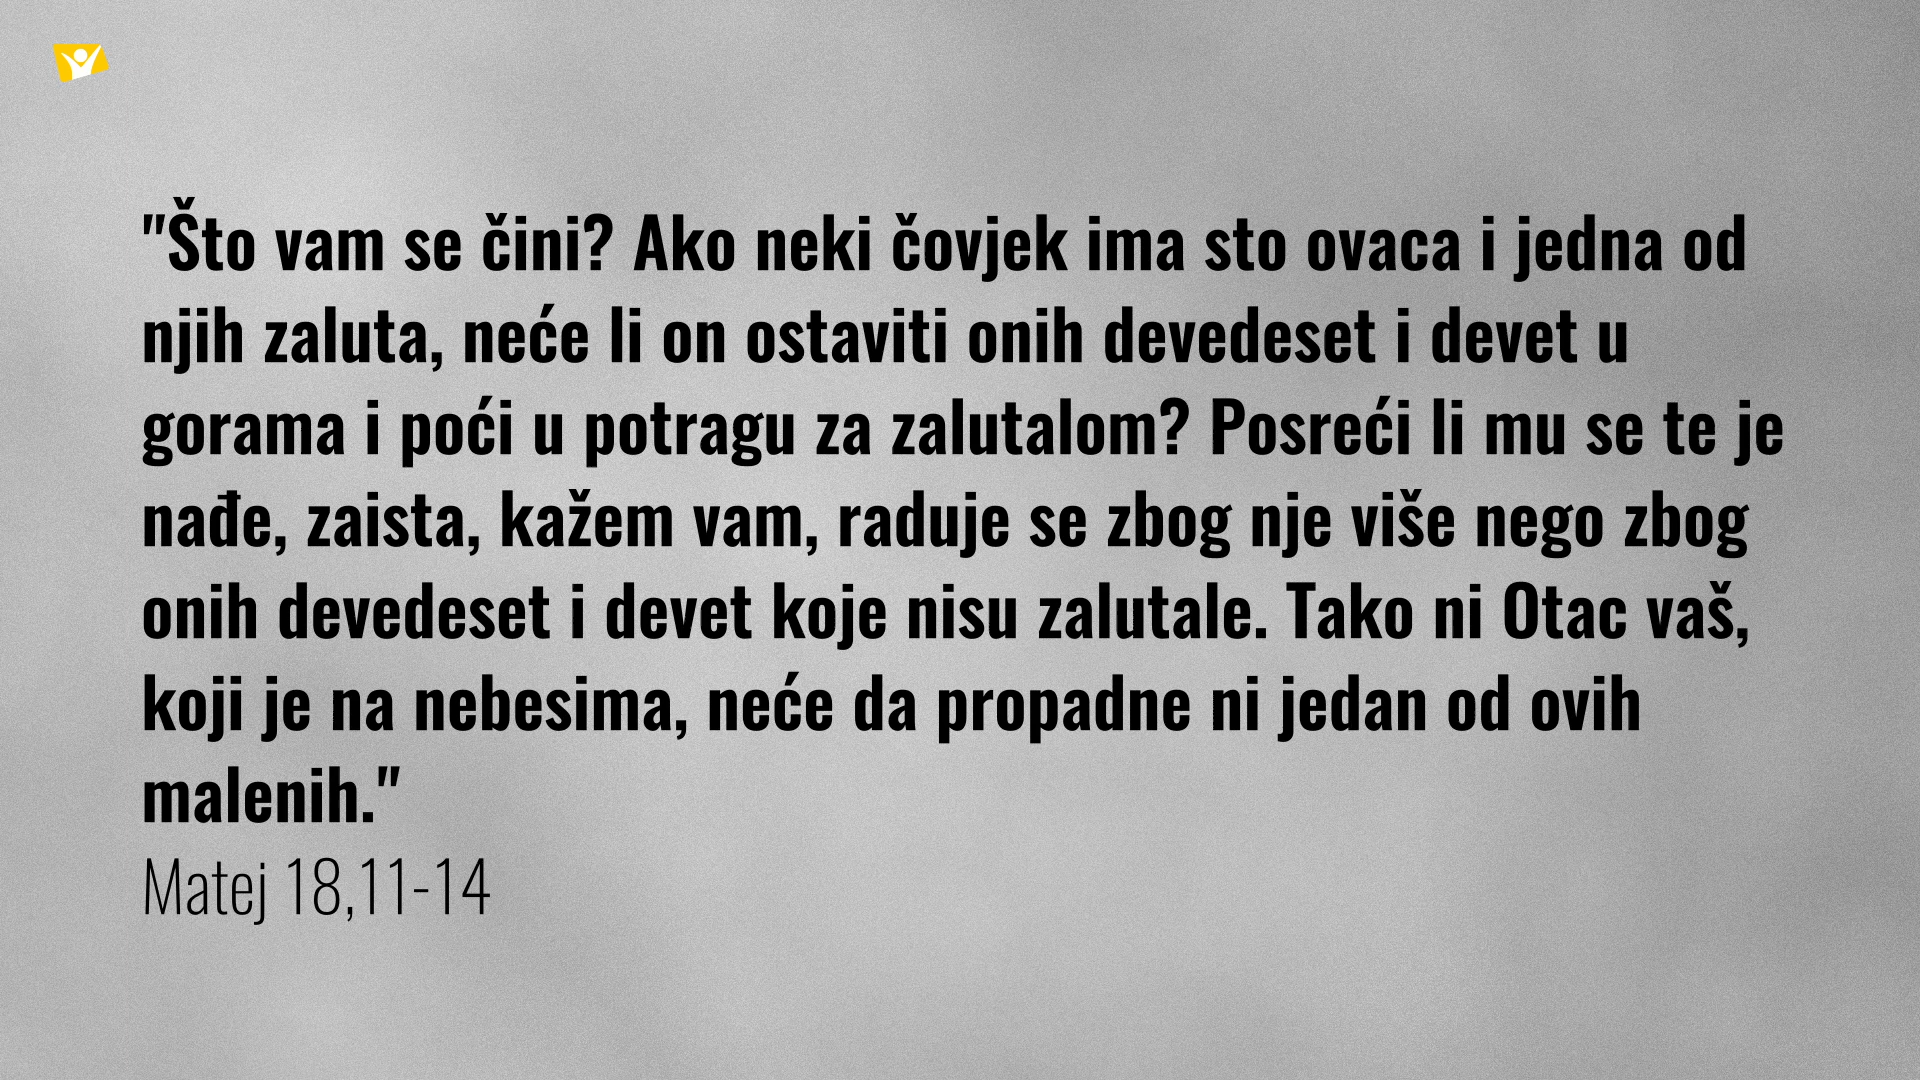 "Što vam se čini? Ako neki čovjek ima sto ovaca i jedna od
njih zaluta, neće li on ostaviti onih devedeset i devet u
gorama i poći u potragu za zalutalom? Posreći li mu se te je
nađe, zaista, kažem vam, raduje se zbog nje više nego zbog
onih devedeset i devet koje nisu zalutale. Tako ni Otac vaš,
koji je na nebesima, neće da propadne ni jedan od ovih
malenih."
Matej 18,11-14